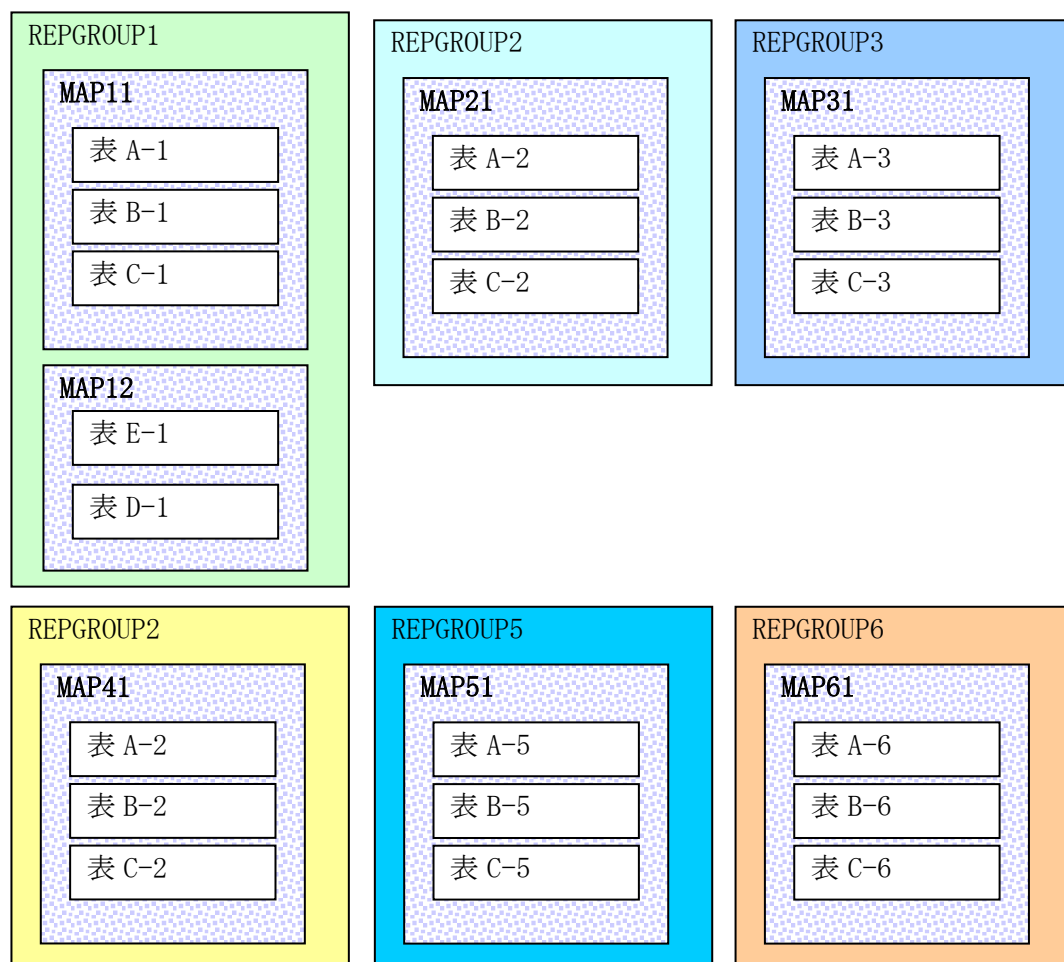 REPGROUP1
MAP11
表 A-1
表 B-1
表 C-1
MAP12
表 E-1
表 D-1
REPGROUP2
MAP21
表 A-2
表 B-2
表 C-2
REPGROUP3
MAP31
表 A-3
表 B-3
表 C-3
REPGROUP2
MAP41
表 A-2
表 B-2
表 C-2
REPGROUP5
MAP51
表 A-5
表 B-5
表 C-5
REPGROUP6
MAP61
表 A-6
表 B-6
表 C-6